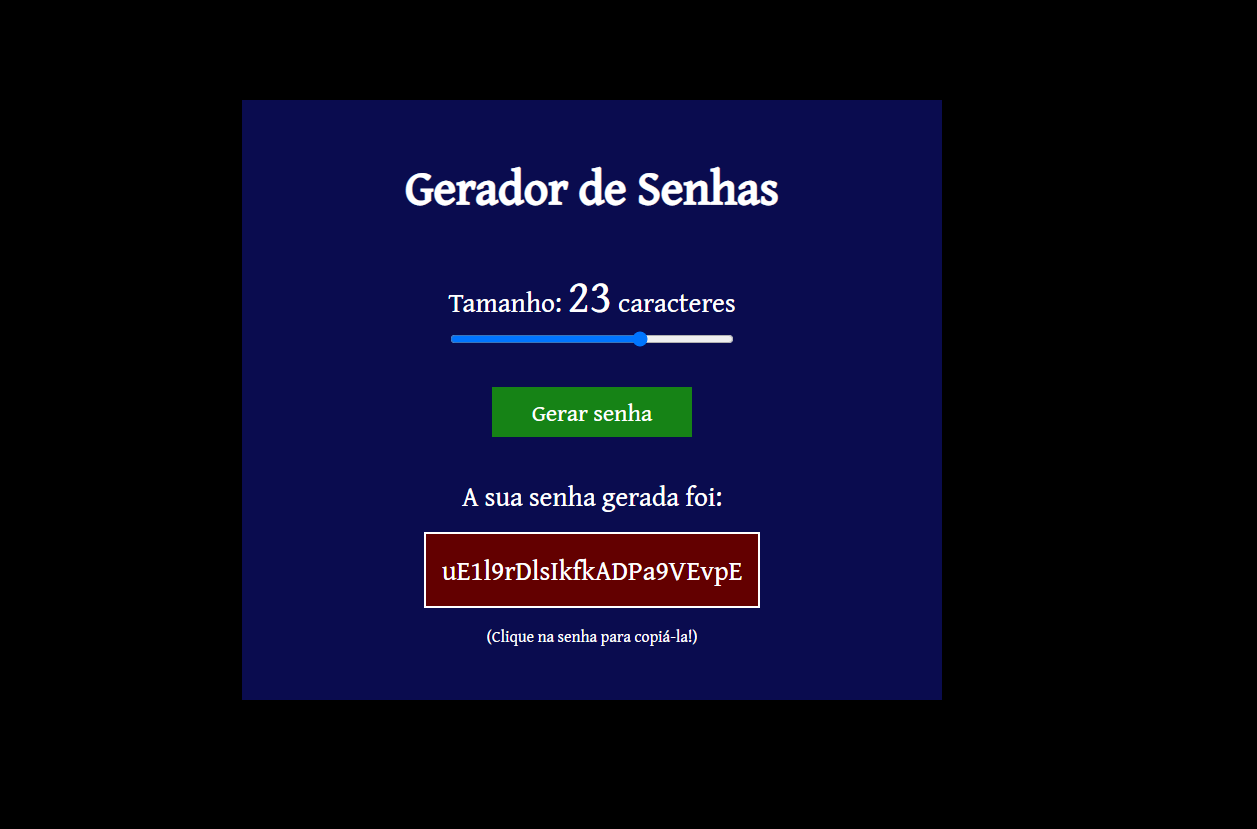 Gerador de Senhas
Tamanho: 23 caracteres
Gerar senha
A sua senha gerada foi:
uE1l9rDlsIkfkADPa9VEvpE
(Clique na senha para copiá-la!)